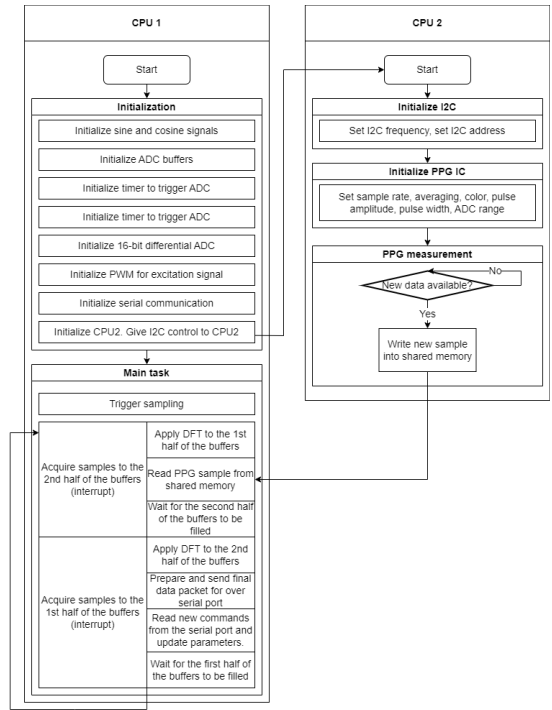 CPU 1
Start
Initialization
Initialize sine and cosine signals
Initialize ADC buffers
Initialize timer to trigger ADC
Initialize timer to trigger ADC
Initialize 16-bit differential ADC
Initialize PWM for excitation signal
Initialize serial communication
Initialize CPU2. Give I2C control to CPU2
Main task
Trigger sampling
Acquire samples to the
2nd half of the buffers
(interrupt)
Apply DFT to the 1st
half of the buffers
Read PPG sample from
shared memory
Wait for the second half
of the buffers to be
filled
Acquire samples to the
1st half of the buffers
(interrupt)
Apply DFT to the 2nd
half of the buffers
Prepare and send final
data packet for over
serial port
Read new commands
from the serial port and
update parameters.
Wait for the first half of
the buffers to be filled
CPU 2
Start
Initialize I2C
Set I2C frequency, set I2C address
Initialize PPG IC
Set sample rate, averaging, color, pulse
amplitude, pulse width, ADC range
PPG measurement
No
New data available?
Yes
Write new sample
into shared memory